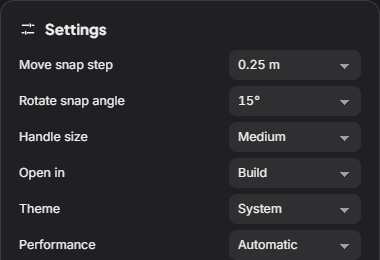 Settings
Move snap step 0.25 m
Rotate snap angle 15°
Handle size Medium
Open in Build
Theme System
Performance Automatic